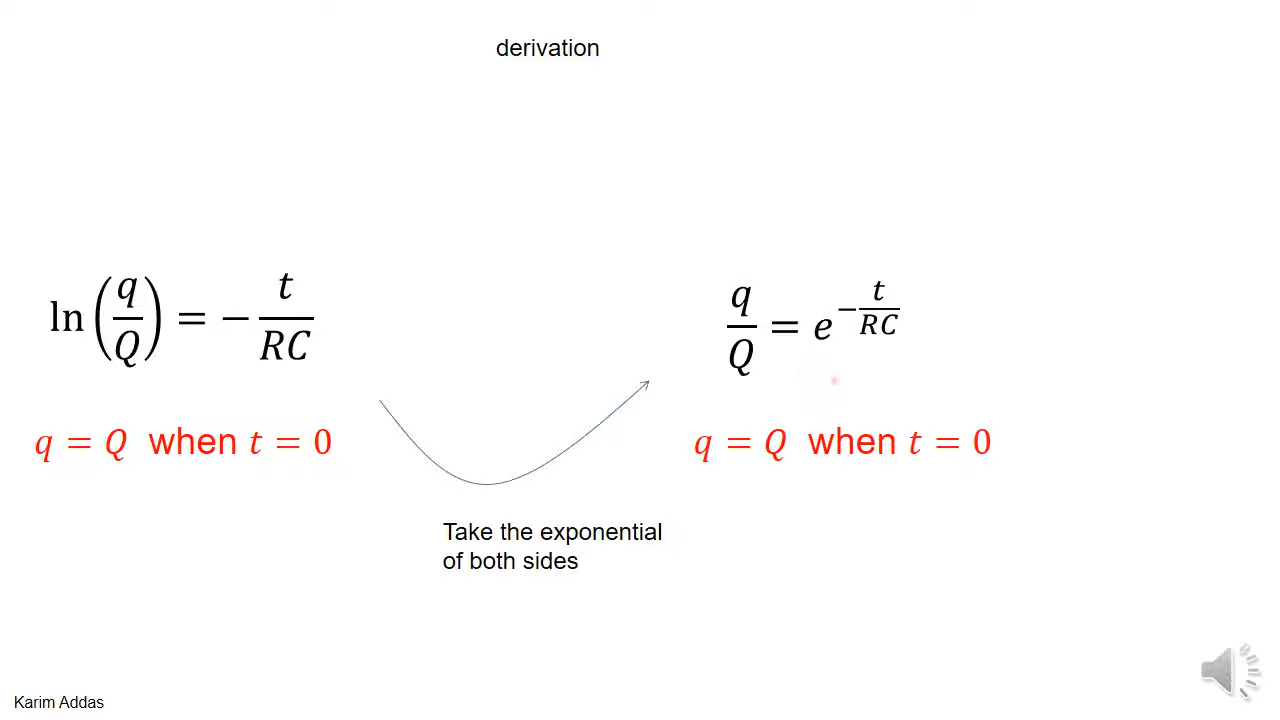 derivation
ln(q/Q) = −t/RC
q/Q = e^(−t/RC)
q = Q when t = 0
q = Q when t = 0
Take the exponential
of both sides
Karim Addas